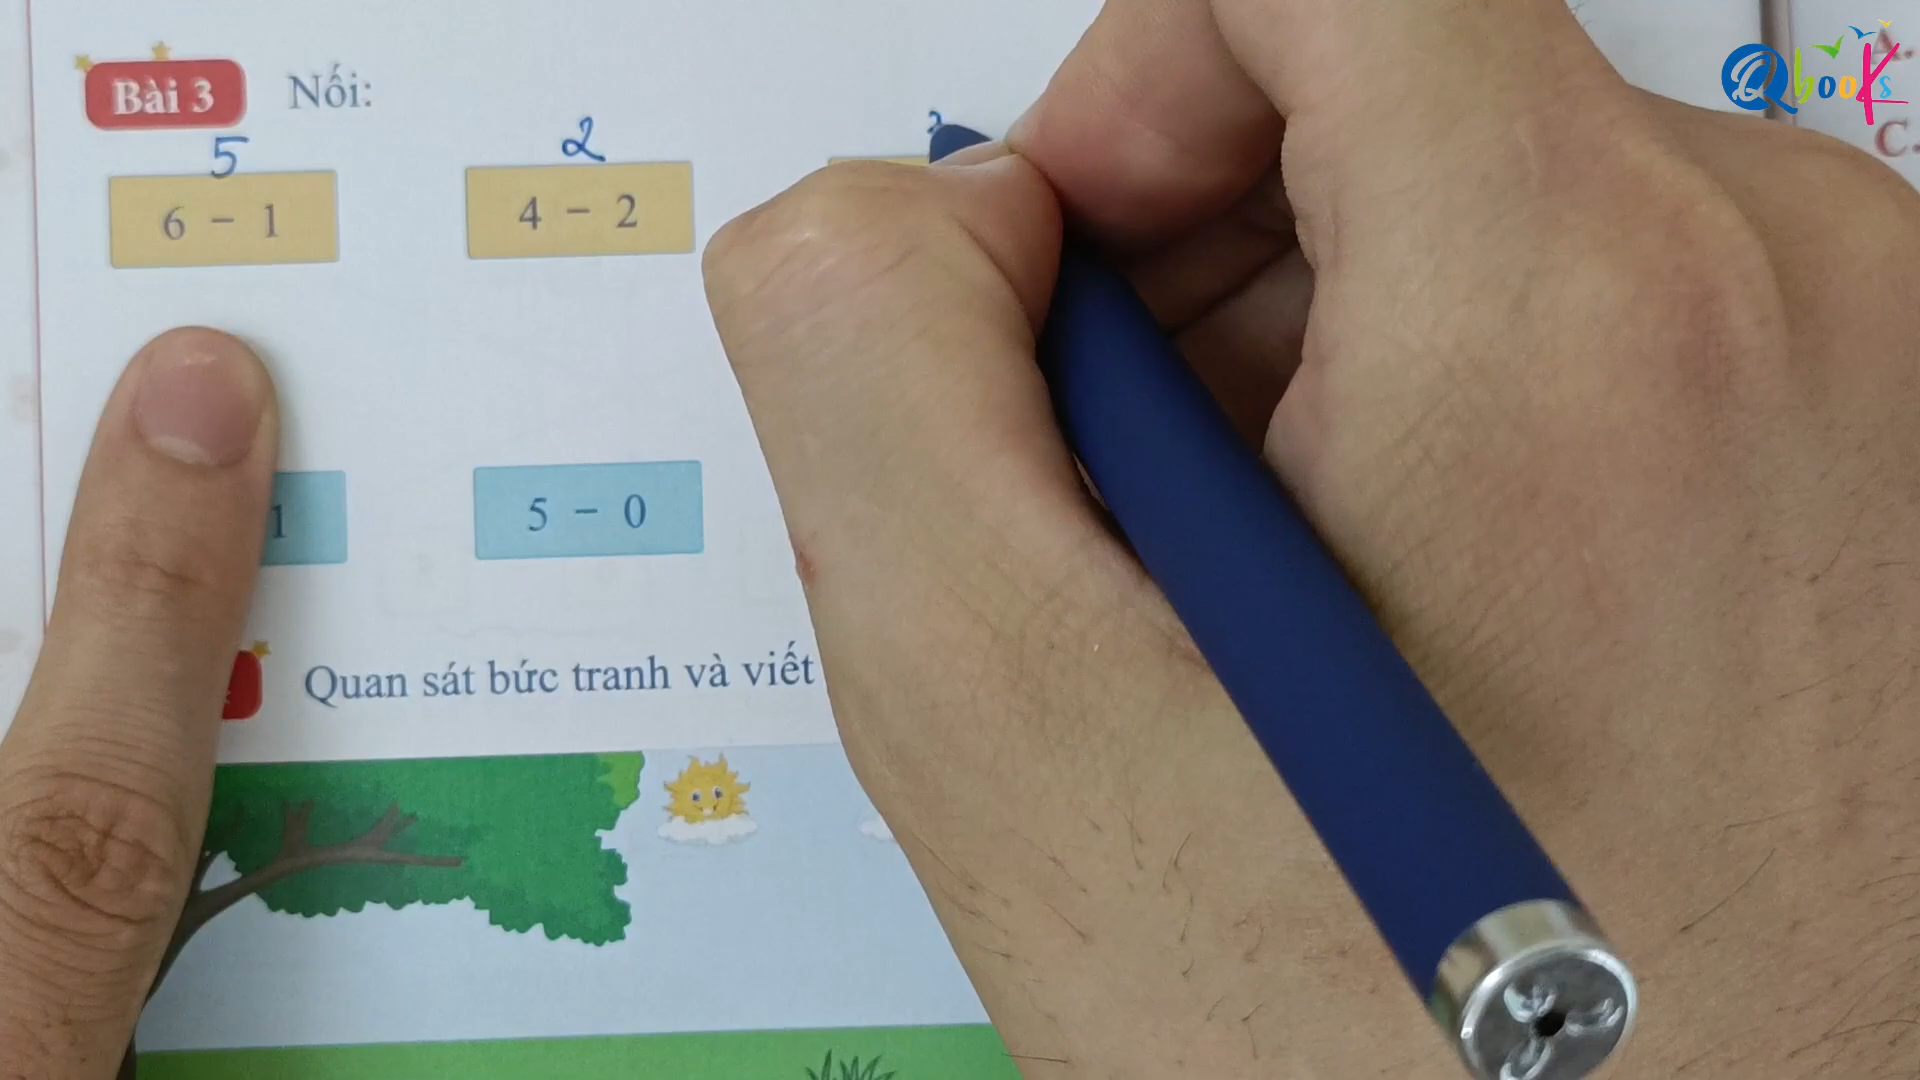 Qbooks
A.
C.
Bài 3 Nối:
5 2
6 - 1 4 - 2
1 5 - 0
Quan sát bức tranh và viết